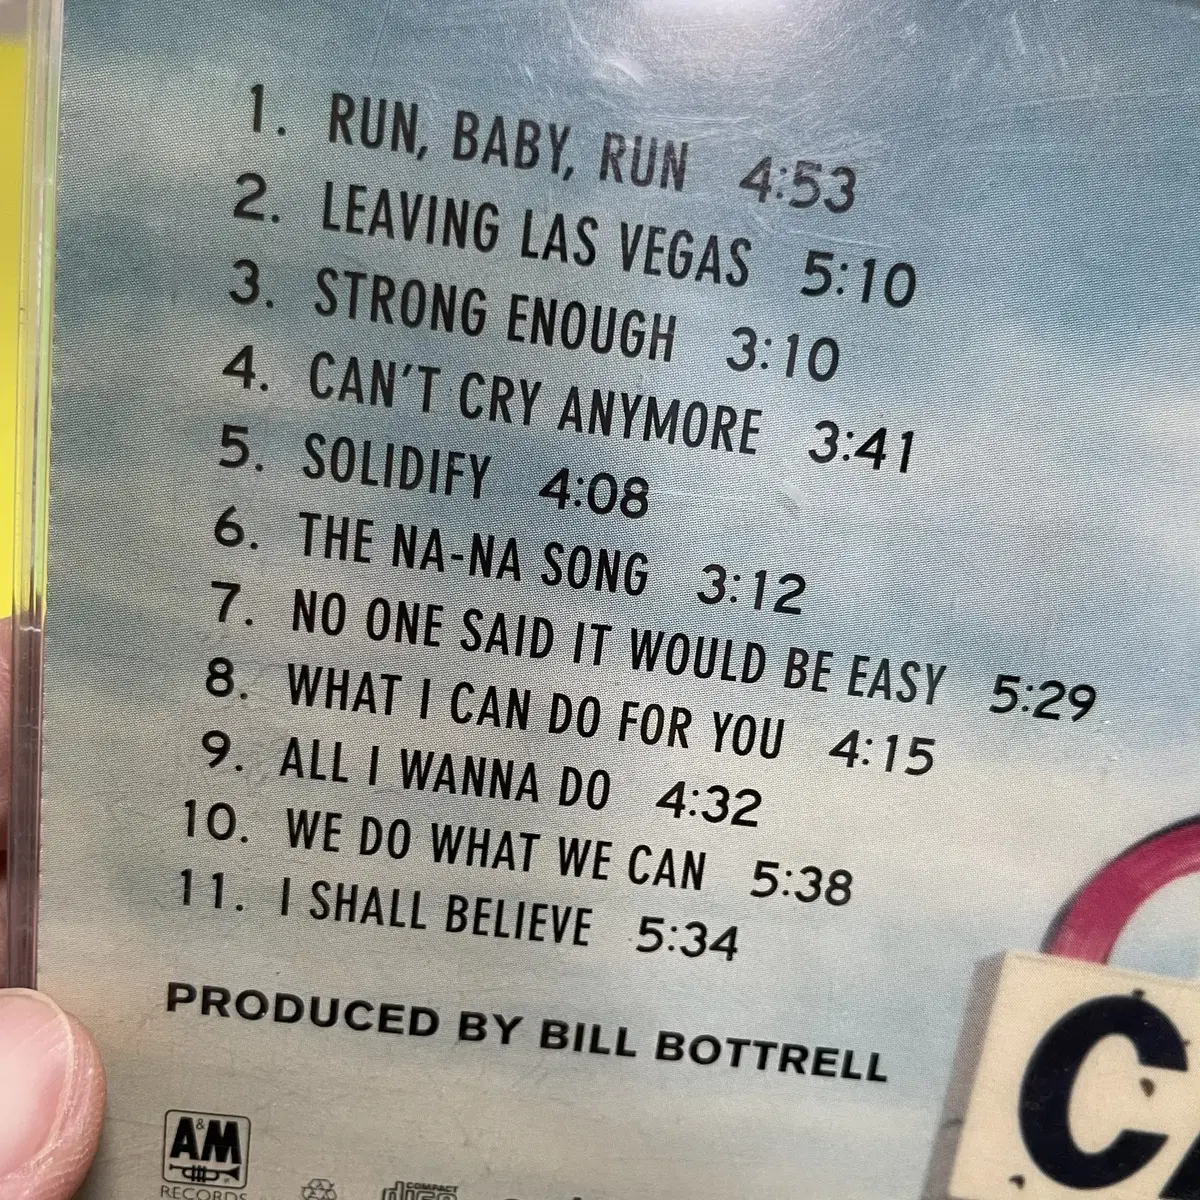 1. RUN, BABY, RUN 4:53
2. LEAVING LAS VEGAS 5:10
3. STRONG ENOUGH 3:10
4. CAN'T CRY ANYMORE 3:41
5. SOLIDIFY 4:08
6. THE NA-NA SONG 3:12
7. NO ONE SAID IT WOULD BE EASY 5:29
8. WHAT I CAN DO FOR YOU 4:15
9. ALL I WANNA DO 4:32
10. WE DO WHAT WE CAN 5:38
11. I SHALL BELIEVE 5:34
PRODUCED BY BILL BOTTRELL
C
A&M
RECORDS
COMPACT
disc